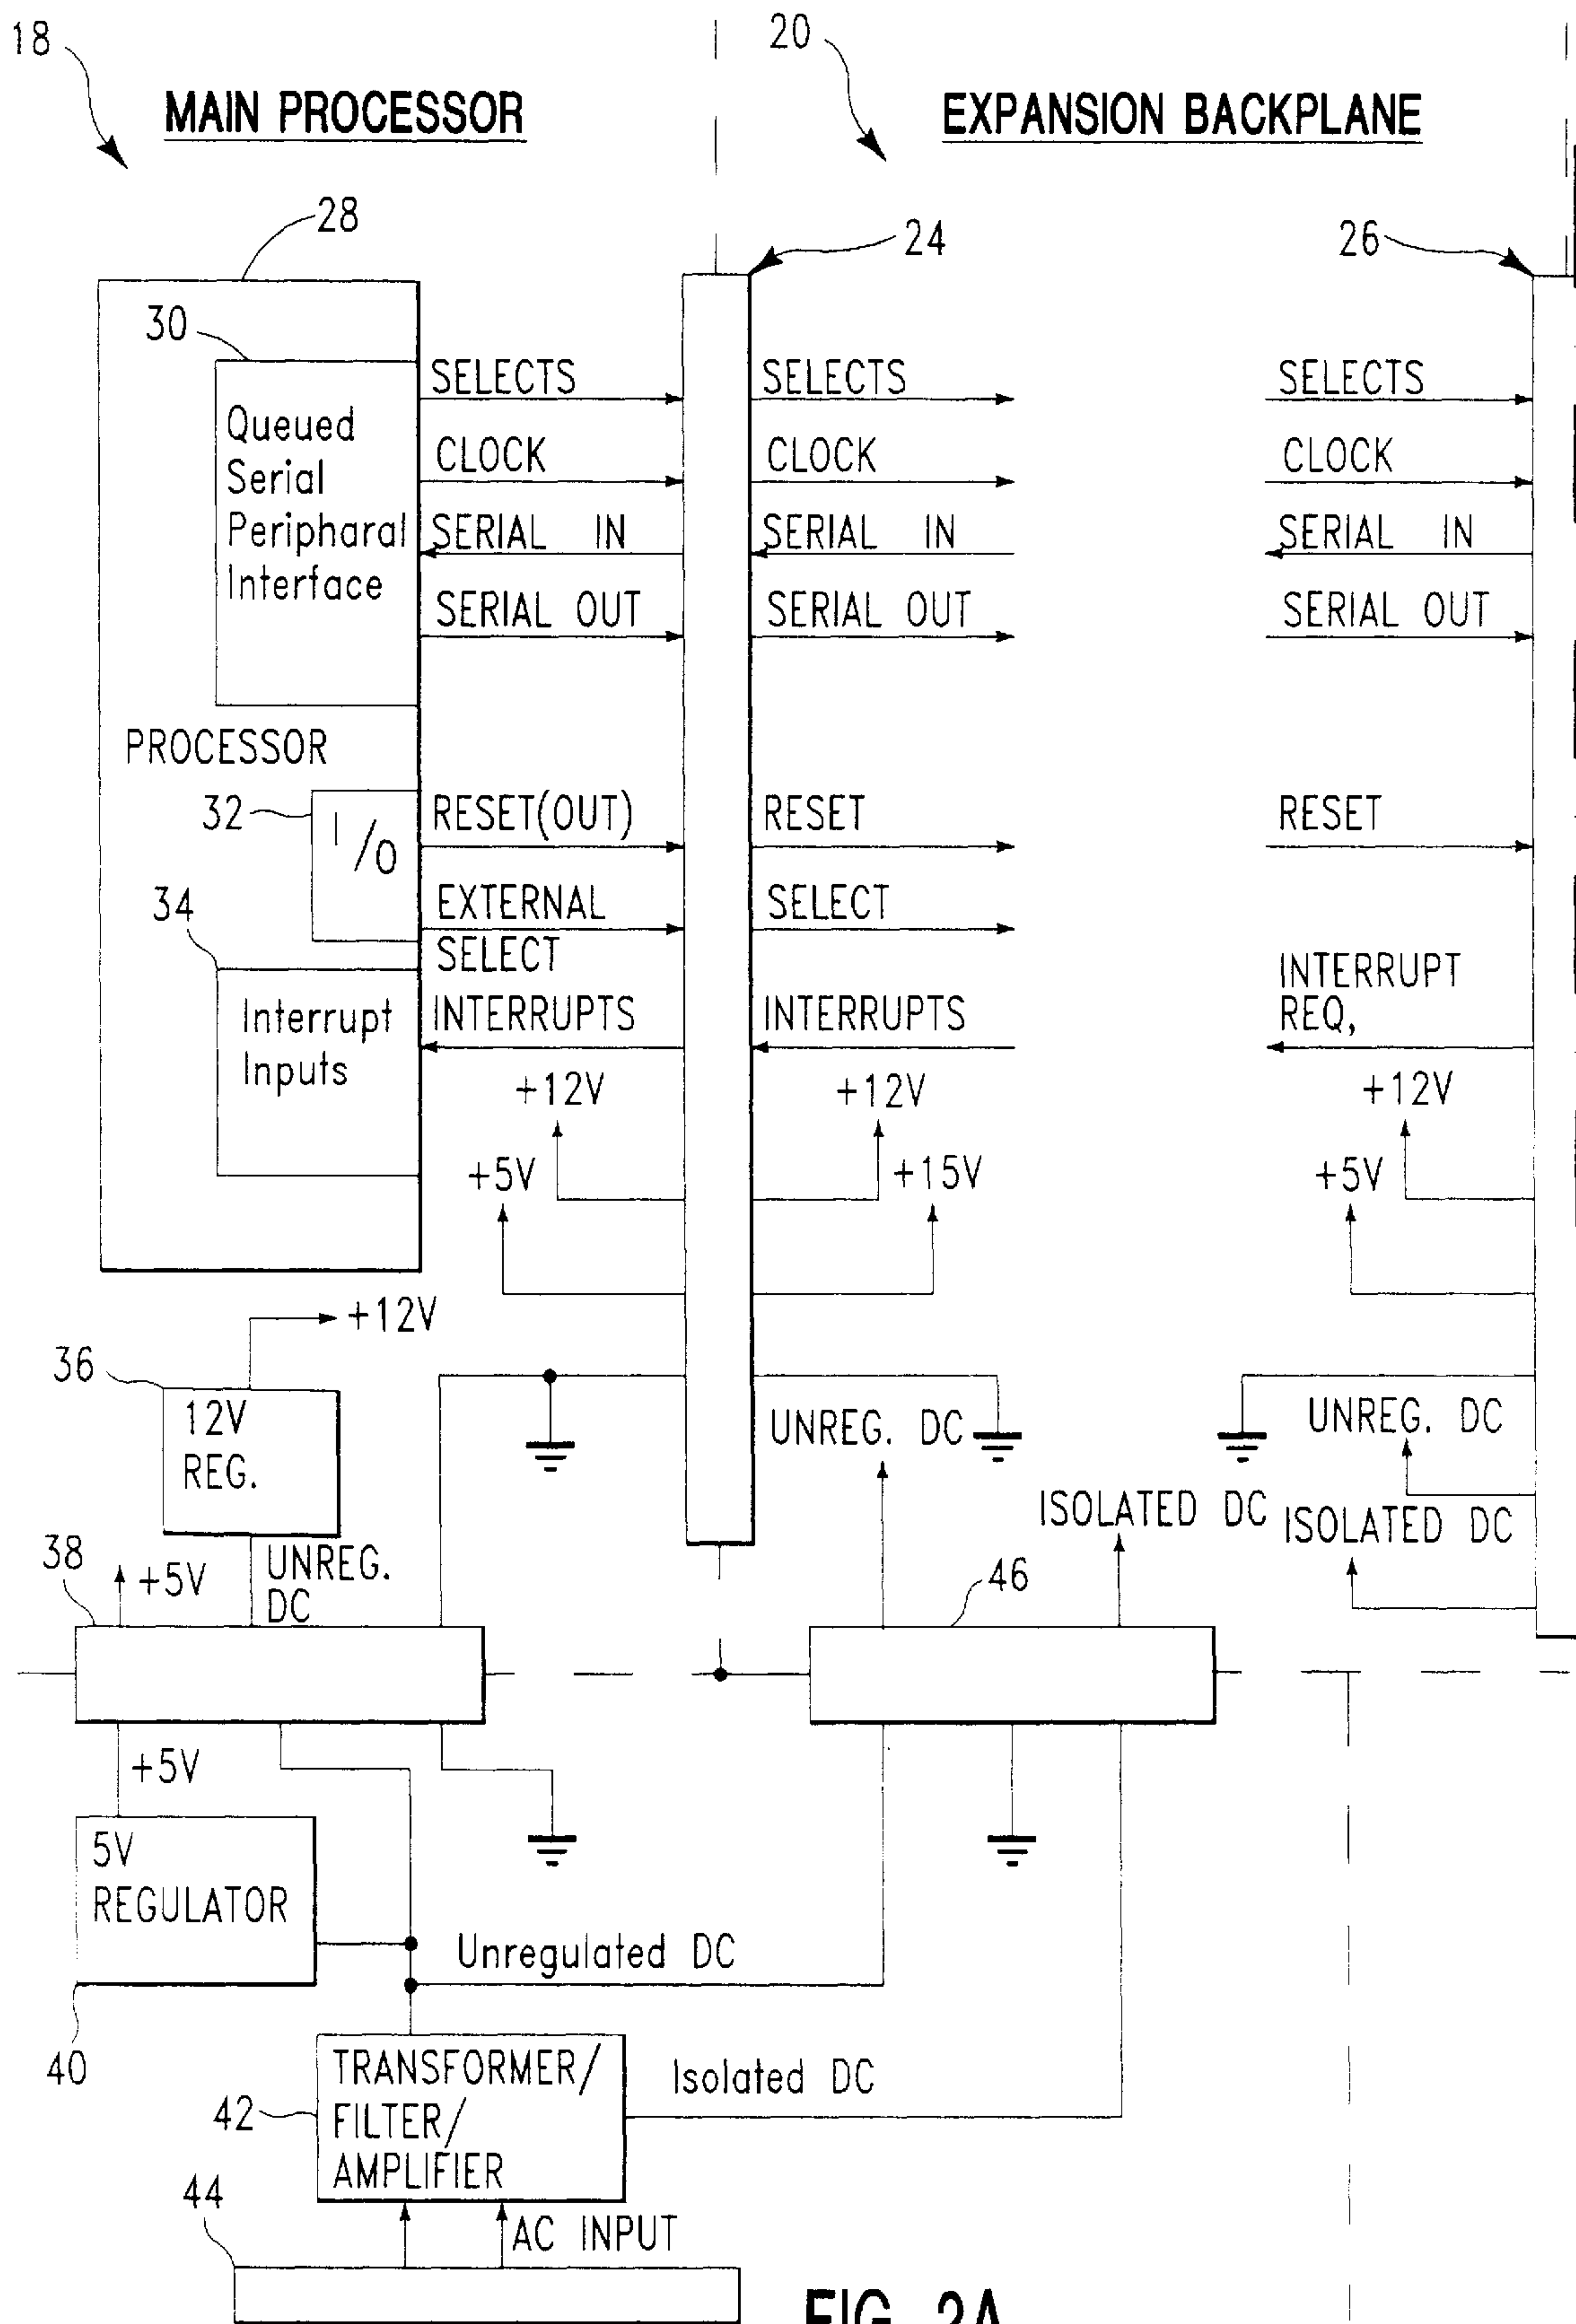 18
20
MAIN PROCESSOR
EXPANSION BACKPLANE
28
24
26
30
SELECTS
SELECTS
SELECTS
Queued
Serial
Peripharal
Interface
CLOCK
CLOCK
CLOCK
SERIAL IN
SERIAL IN
SERIAL IN
SERIAL OUT
SERIAL OUT
SERIAL OUT
PROCESSOR
32
I/O
RESET(OUT)
RESET
RESET
34
EXTERNAL
SELECT
SELECT
INTERRUPT
REQ,
Interrupt
Inputs
INTERRUPTS
INTERRUPTS
+12V
+12V
+12V
+5V
+15V
+5V
+12V
36
12V
REG.
UNREG. DC
UNREG. DC
ISOLATED DC
ISOLATED DC
38
+5V
UNREG.
DC
46
+5V
5V
REGULATOR
Unregulated DC
40
TRANSFORMER/
FILTER/
AMPLIFIER
Isolated DC
42
44
AC INPUT
FIG. 2A